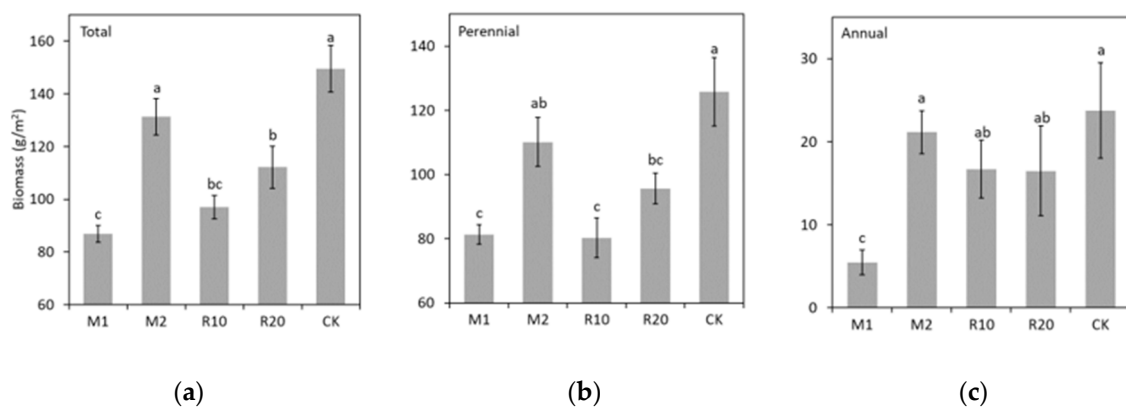 Total
Biomass (g/m²)
160
140
120
100
80
60
c
a
bc
b
a
M1 M2 R10 R20 CK
(a)
Perennial
140
120
100
80
60
c
ab
c
bc
a
M1 M2 R10 R20 CK
(b)
Annual
30
20
10
0
c
a
ab
ab
a
M1 M2 R10 R20 CK
(c)